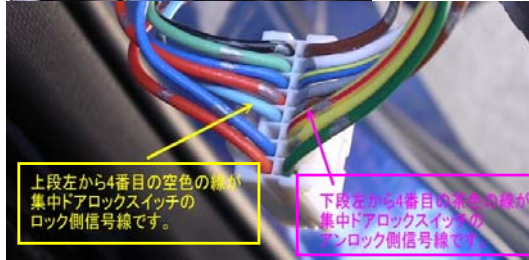 上段左から4番目の空色の線が
集中ドアロックスイッチの
ロック側信号線です。
下段左から4番目の茶色の線が
集中ドアロックスイッチの
アンロック側信号線です。